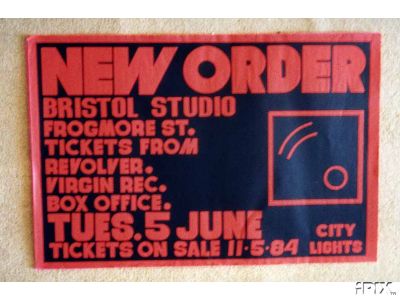 NEW ORDER
BRISTOL STUDIO
FROGMORE ST.
TICKETS FROM
REVOLVER.
VIRGIN REC.
BOX OFFICE.
TUES. 5 JUNE
TICKETS ON SALE 11·5·84
CITY
LIGHTS
iPIX™